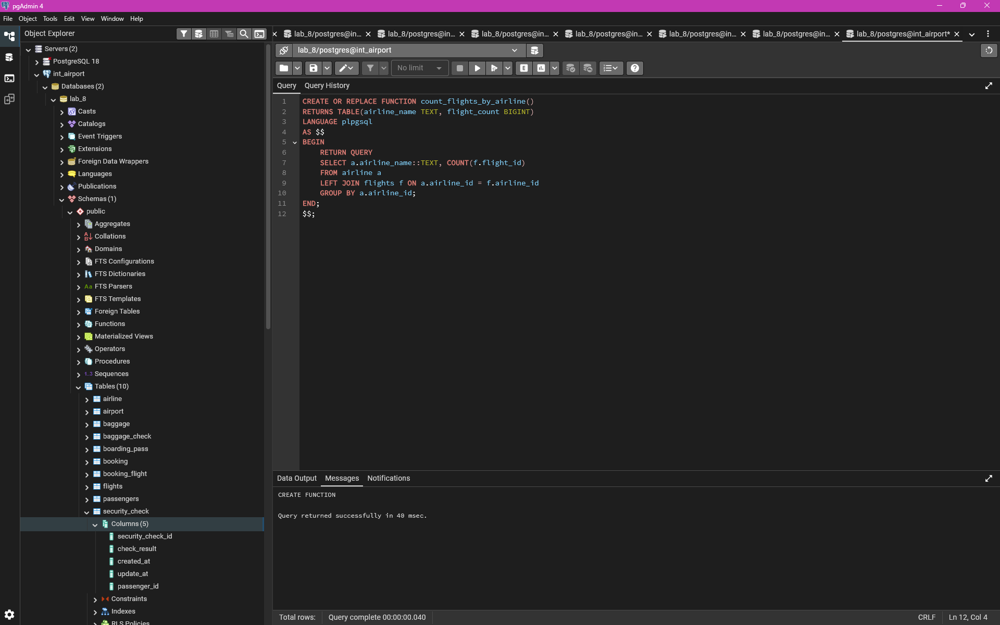 pgAdmin 4
File Object Tools Edit View Window Help
Object Explorer
lab_8/postgres@in... lab_8/postgres@in... lab_8/postgres@in... lab_8/postgres@in... lab_8/postgres@in... lab_8/postgres@in... lab_8/postgres@int_airport*
Servers (2)
PostgreSQL 18
int_airport
Databases (2)
lab_8
Casts
Catalogs
Event Triggers
Extensions
Foreign Data Wrappers
Languages
Publications
Schemas (1)
public
Aggregates
Collations
Domains
FTS Configurations
FTS Dictionaries
Aa FTS Parsers
FTS Templates
Foreign Tables
Functions
Materialized Views
Operators
Procedures
1..3 Sequences
Tables (10)
airline
airport
baggage
baggage_check
boarding_pass
booking
booking_flight
flights
passengers
security_check
Columns (5)
security_check_id
check_result
created_at
update_at
passenger_id
Constraints
Indexes
RLS Policies
lab_8/postgres@int_airport
No limit
E
Query Query History
1 CREATE OR REPLACE FUNCTION count_flights_by_airline()
2 RETURNS TABLE(airline_name TEXT, flight_count BIGINT)
3 LANGUAGE plpgsql
4 AS $$
5 BEGIN
6 RETURN QUERY
7 SELECT a.airline_name::TEXT, COUNT(f.flight_id)
8 FROM airline a
9 LEFT JOIN flights f ON a.airline_id = f.airline_id
10 GROUP BY a.airline_id;
11 END;
12 $$;
Data Output Messages Notifications
CREATE FUNCTION
Query returned successfully in 40 msec.
Total rows: Query complete 00:00:00.040 CRLF Ln 12, Col 4